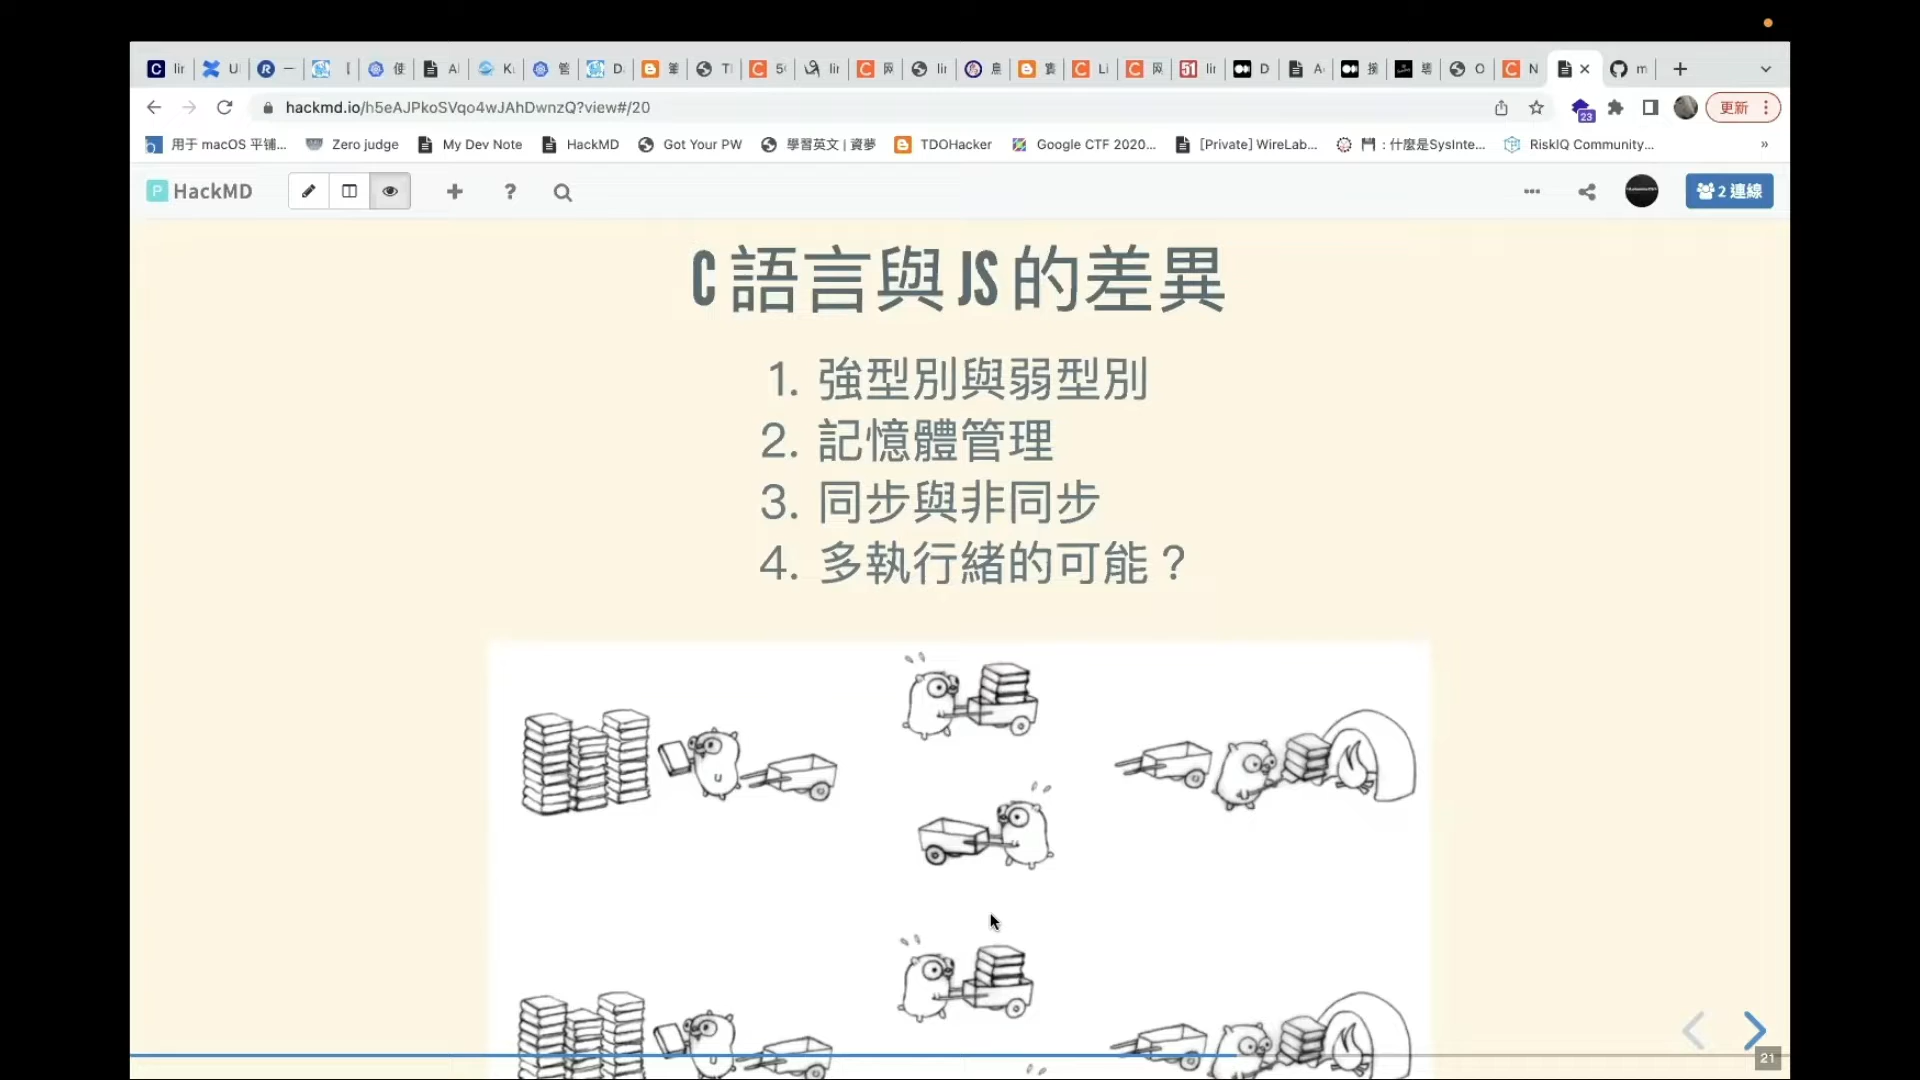 hackmd.io/h5eAJPkoSVqo4wJAhDwnzQ?view#/20
更新
23
用于 macOS 平铺...
Zero judge
My Dev Note
HackMD
Got Your PW
學習英文 | 資夢
TDOHacker
Google CTF 2020...
[Private] WireLab...
: 什麼是SysInte...
RiskIQ Community...
HackMD
2 連線
C 語言與 JS 的差異
1. 強型別與弱型別
2. 記憶體管理
3. 同步與非同步
4. 多執行緒的可能？
21